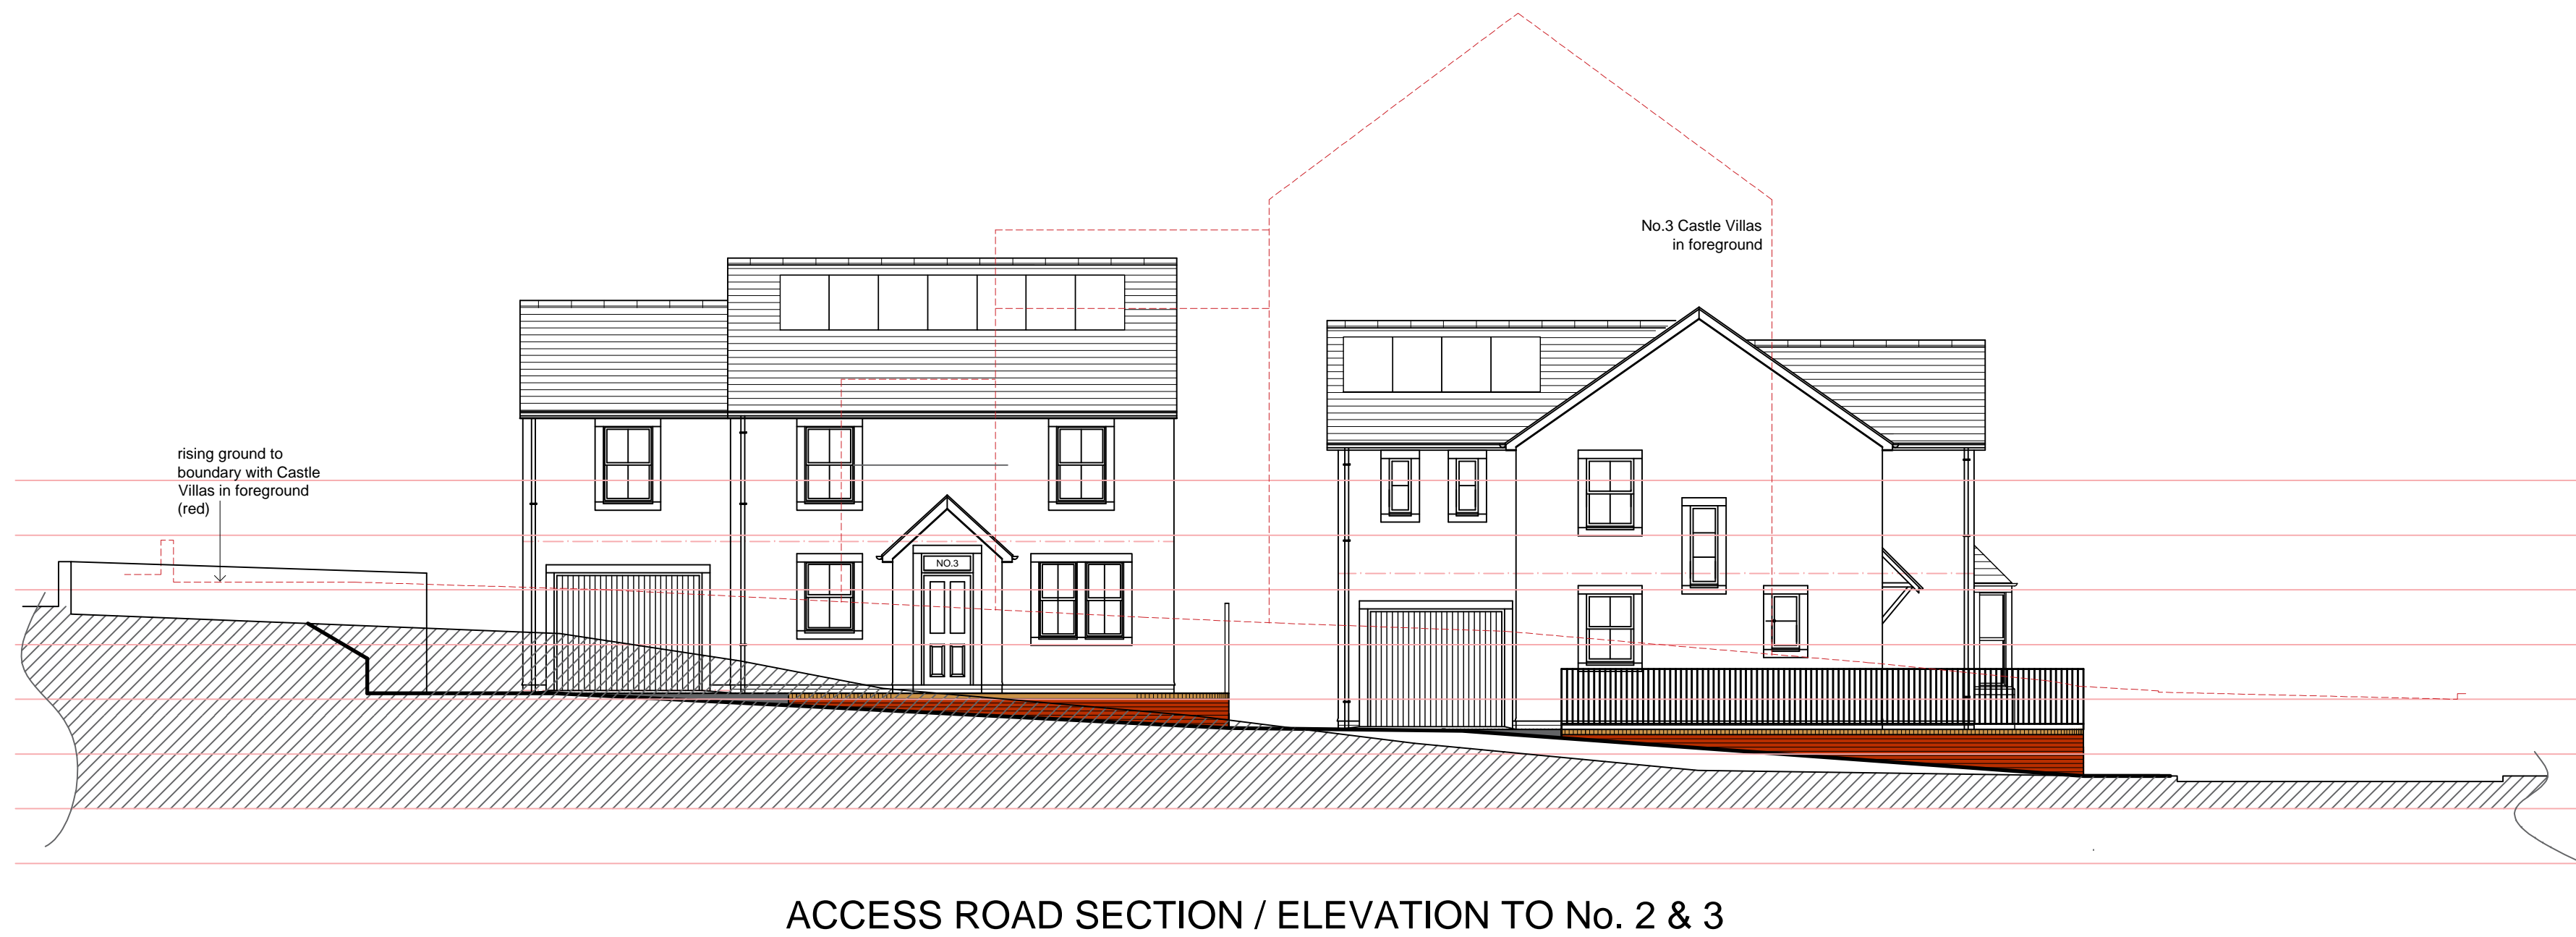 No.3 Castle Villas
in foreground
rising ground to
boundary with Castle
Villas in foreground
(red)
NO.3
ACCESS ROAD SECTION / ELEVATION TO No. 2 & 3